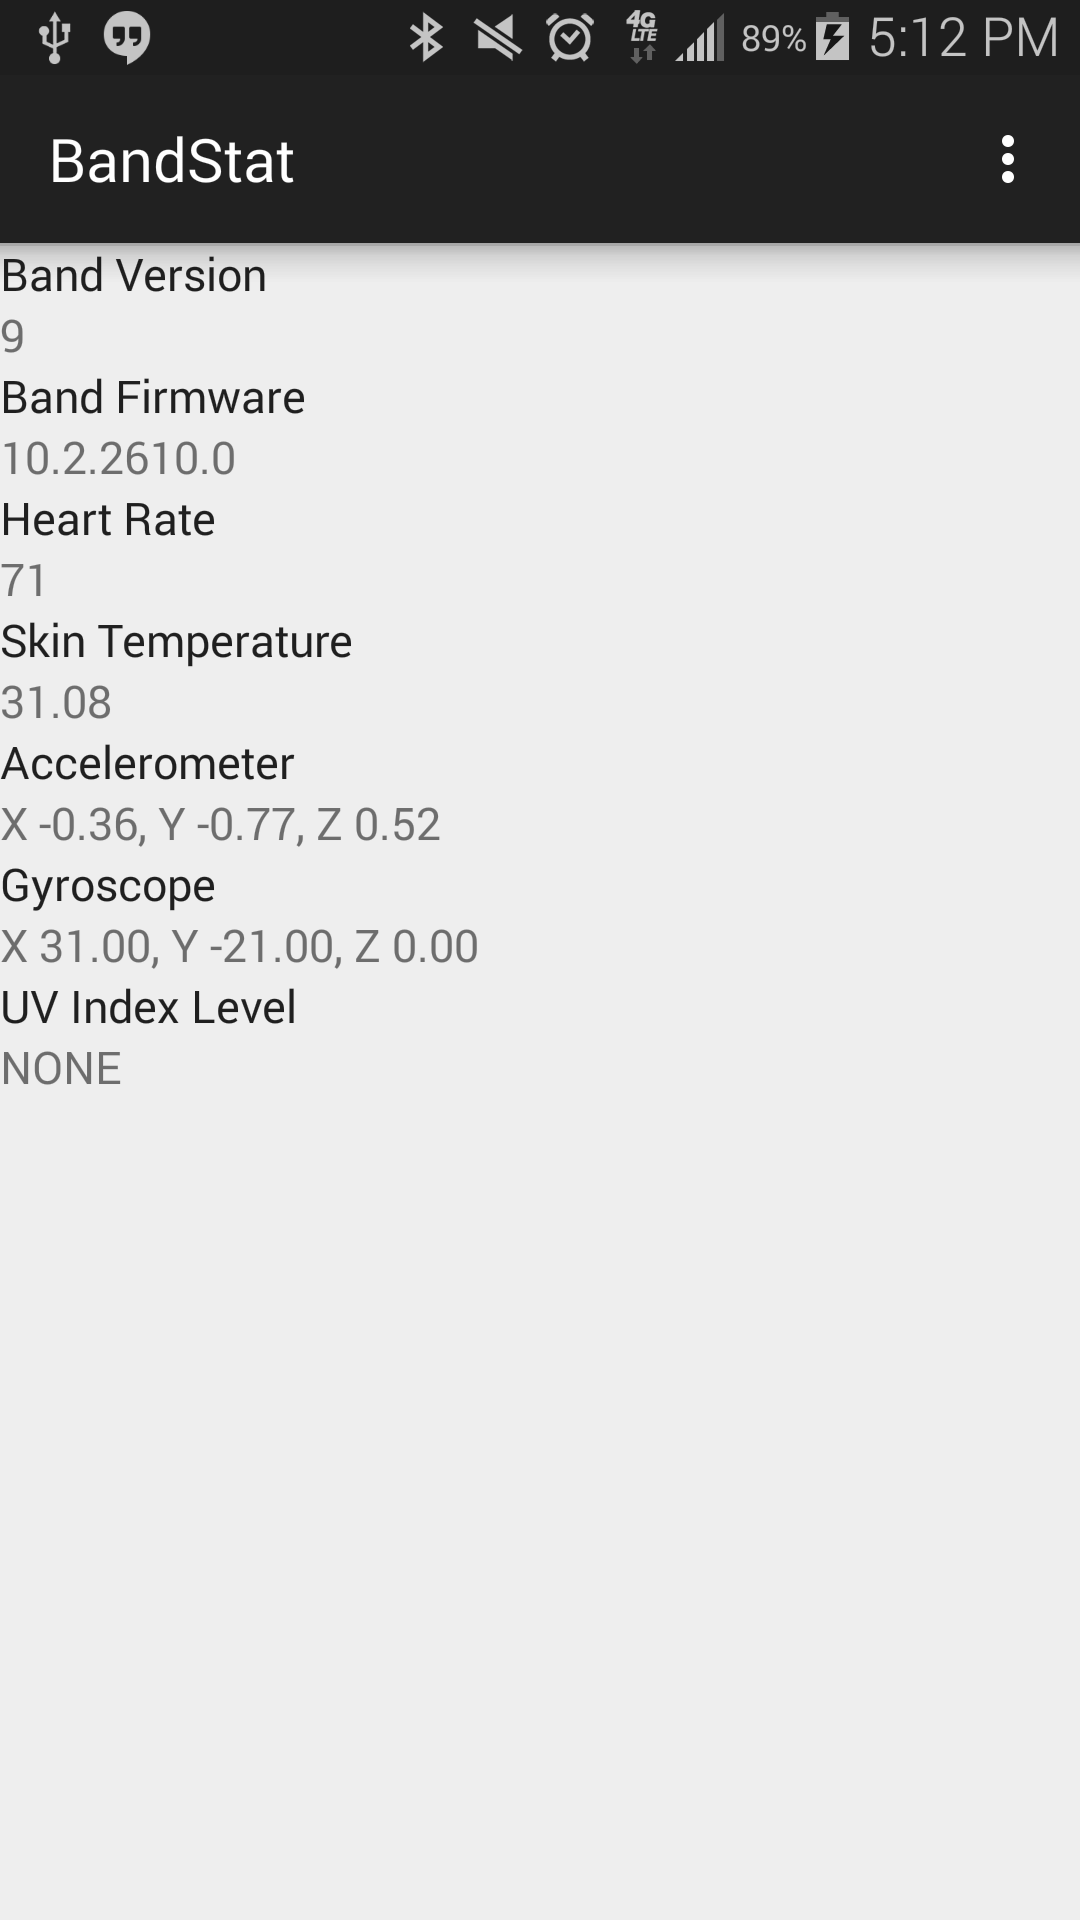 4G LTE 89% 5:12 PM
BandStat
Band Version
9
Band Firmware
10.2.2610.0
Heart Rate
71
Skin Temperature
31.08
Accelerometer
X -0.36, Y -0.77, Z 0.52
Gyroscope
X 31.00, Y -21.00, Z 0.00
UV Index Level
NONE